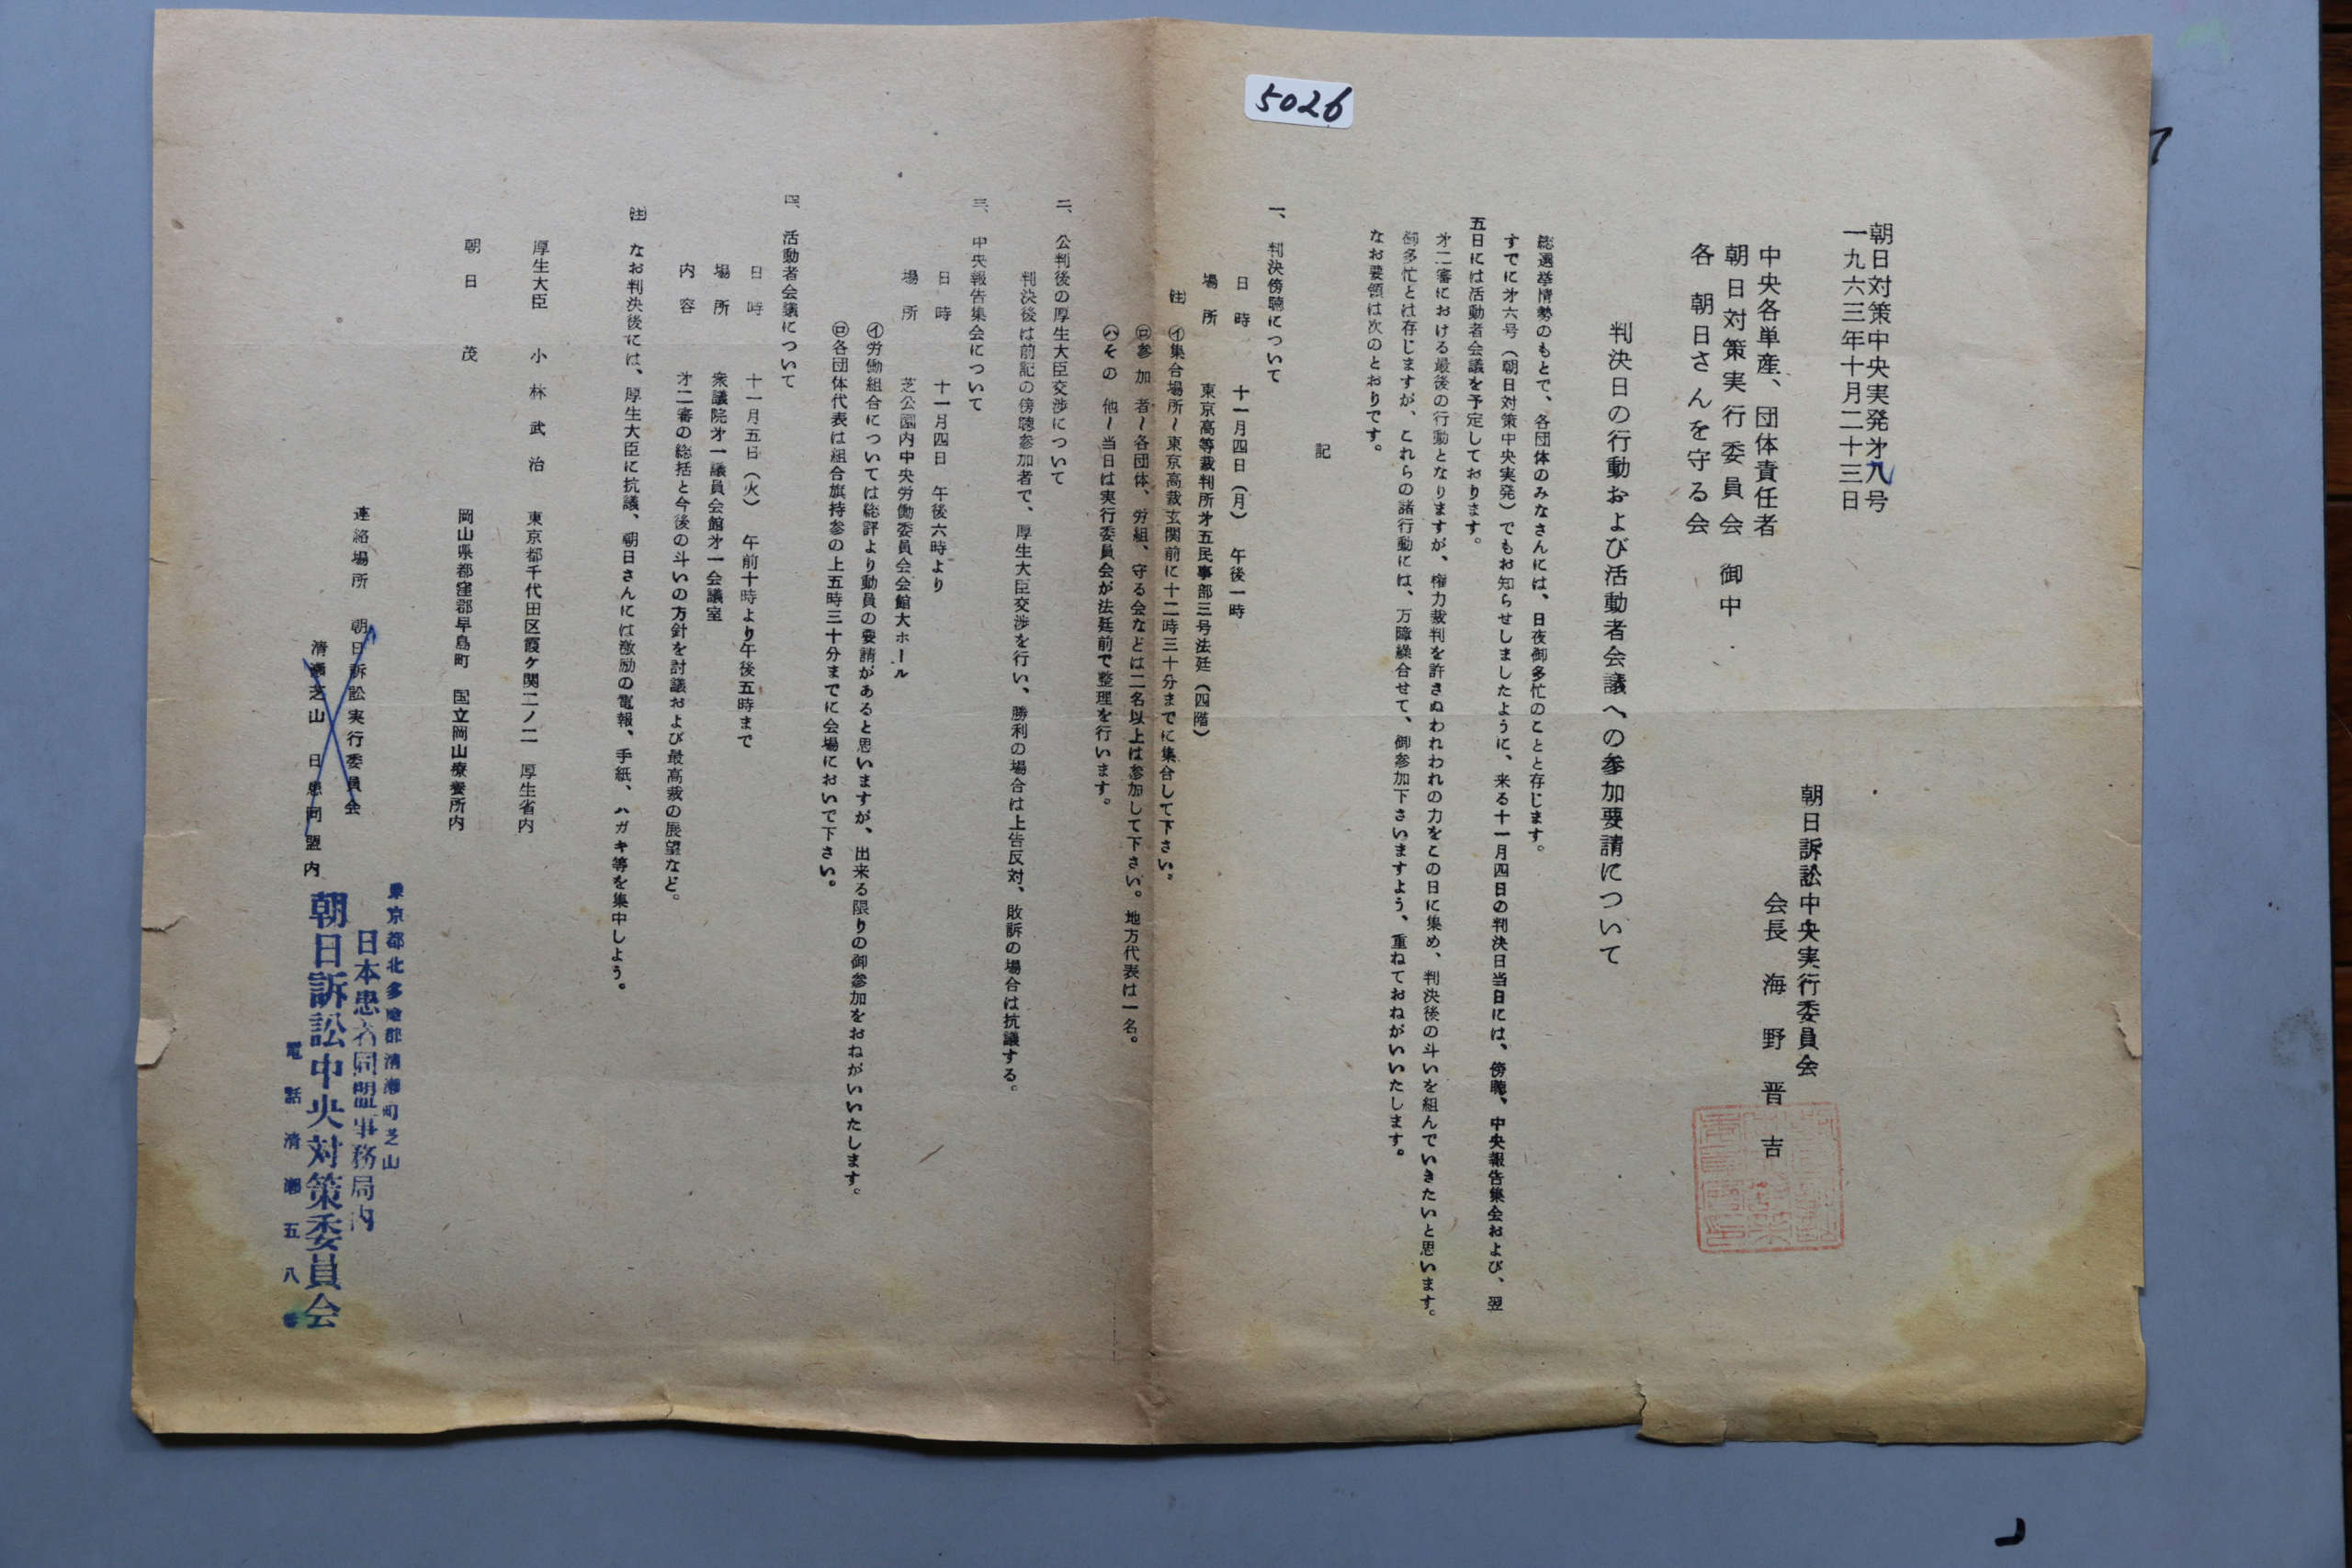 5026
朝日対策中央実発才八号
一九六三年十月二十三日
朝日訴訟中央実行委員会
会長 海野晋吉
中央各単産、団体責任者
朝日対策実行委員会 御中
各朝日さんを守る会
判決日の行動および活動者会議への参加要請について
総選挙情勢のもとで、各団体のみなさんには、日夜御多忙のことと存じます。
すでに才六号(朝日対策中央実発)でもお知らせしましたように、来る十一月四日の判決日当日には、傍聴、中央報告集会および、翌
五日には活動者会議を予定しております。
才二審における最後の行動となりますが、権力裁判を許さぬわれわれの力をこの日に集め、判決後の斗いを組んでいきたいと思います。
御多忙とは存じますが、これらの諸行動には、万障繰合せて、御参加下さいますよう、重ねておねがいいたします。
なお要領は次のとおりです。
記
一、判決傍聴について
日時 十一月四日(月) 午後一時
場所 東京高等裁判所才五民事部三号法廷(四階)
㊟ ㋑集合場所~東京高裁玄関前に十二時三十分までに集合して下さい。
㋺参加者~各団体、労組、守る会などは二名以上は参加して下さい。地方代表は一名。
㋩その他~当日は実行委員会が法廷前で整理を行います。
二、公判後の厚生大臣交渉について
判決後は前記の傍聴参加者で、厚生大臣交渉を行い、勝利の場合は上告反対、敗訴の場合は抗議する。
三、中央報告集会について
日時 十一月四日 午後六時より
場所 芝公園内中央労働委員会会館大ホール
㋑労働組合については総評より動員の要請があると思いますが、出来る限りの御参加をおねがいいたします。
㋺各団体代表は組合旗持参の上五時三十分までに会場においで下さい。
四、活動者会議について
日時 十一月五日(火) 午前十時より午後五時まで
場所 衆議院才一議員会館才一会議室
内容 才二審の総括と今後の斗いの方針を討議および最高裁の展望など。
㊟ なお判決後には、厚生大臣に抗議、朝日さんには激励の電報、手紙、ハガキ等を集中しよう。
厚生大臣 小林武治 東京都千代田区霞ケ関二ノ二 厚生省内
朝日茂 岡山県都窪郡早島町 国立岡山療養所内
連絡場所 朝日訴訟実行委員会
清瀬芝山 日患同盟内
東京都北多摩郡清瀬町芝山
日本患者同盟事務局内
朝日訴訟中央対策委員会
電話清瀬五八番